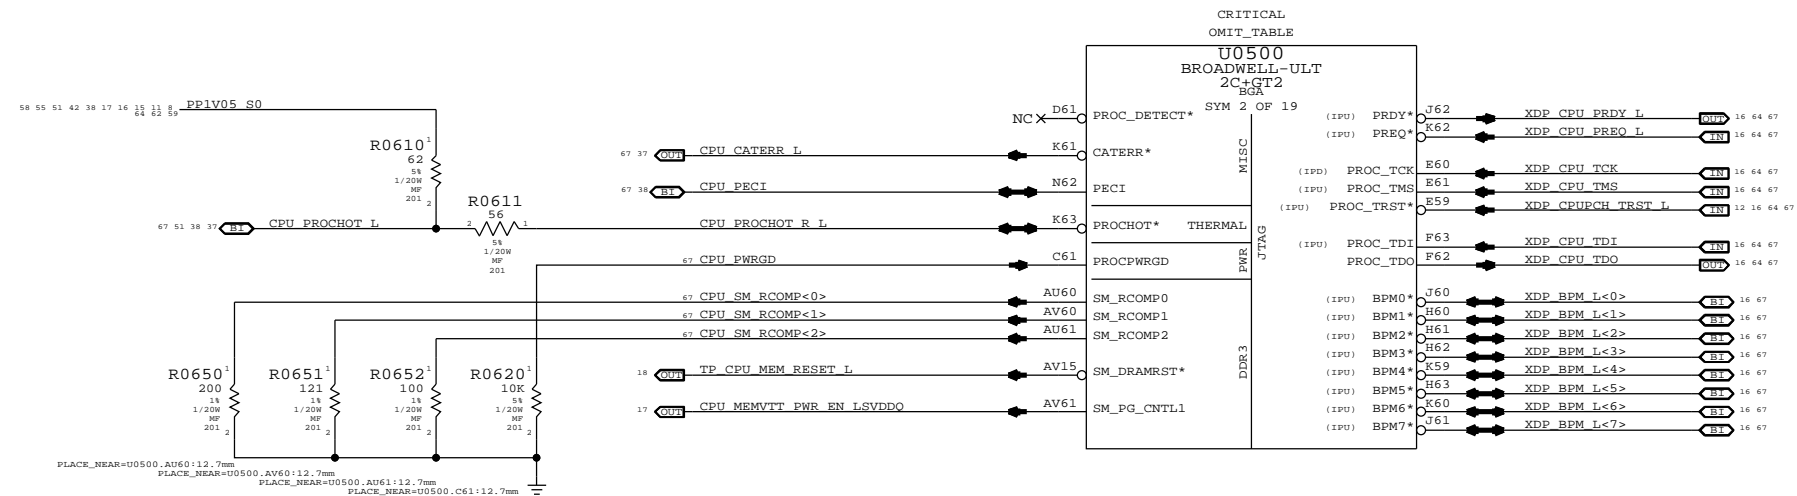 CRITICAL
OMIT_TABLE
U0500
BROADWELL-ULT
2C+GT2
BGA
SYM 2 OF 19
58 55 51 42 38 17 16 15 11 8
64 62 59
PP1V05_S0
R0610
1
62
5%
1/20W
MF
201
2
67 51 38 37
BI
CPU_PROCHOT_L
R0611
56
2
1
5%
1/20W
MF
201
CPU_PROCHOT_R_L
K63
PROCHOT*
THERMAL
NC
D61
PROC_DETECT*
67 37
OUT
CPU_CATERR_L
K61
CATERR*
MISC
67 38
BI
CPU_PECI
N62
PECI
67
CPU_PWRGD
C61
PROCPWRGD
PWR
67
CPU_SM_RCOMP<0>
AU60
SM_RCOMP0
67
CPU_SM_RCOMP<1>
AV60
SM_RCOMP1
67
CPU_SM_RCOMP<2>
AU61
SM_RCOMP2
DDR3
18
OUT
TP_CPU_MEM_RESET_L
AV15
SM_DRAMRST*
17
OUT
CPU_MEMVTT_PWR_EN_LSVDDQ
AV61
SM_PG_CNTL1
JTAG
(IPU) PRDY* J62 XDP_CPU_PRDY_L OUT 16 64 67
(IPU) PREQ* K62 XDP_CPU_PREQ_L IN 16 64 67
(IPD) PROC_TCK E60 XDP_CPU_TCK IN 16 64 67
(IPU) PROC_TMS E61 XDP_CPU_TMS IN 16 64 67
(IPU) PROC_TRST* E59 XDP_CPUPCH_TRST_L IN 12 16 64 67
(IPU) PROC_TDI F63 XDP_CPU_TDI IN 16 64 67
PROC_TDO F62 XDP_CPU_TDO OUT 16 64 67
(IPU) BPM0* J60 XDP_BPM_L<0> BI 16 67
(IPU) BPM1* H60 XDP_BPM_L<1> BI 16 67
(IPU) BPM2* H61 XDP_BPM_L<2> BI 16 67
(IPU) BPM3* H62 XDP_BPM_L<3> BI 16 67
(IPU) BPM4* K59 XDP_BPM_L<4> BI 16 67
(IPU) BPM5* H63 XDP_BPM_L<5> BI 16 67
(IPU) BPM6* K60 XDP_BPM_L<6> BI 16 67
(IPU) BPM7* J61 XDP_BPM_L<7> BI 16 67
R0650
1
200
1%
1/20W
MF
201
2
R0651
1
121
1%
1/20W
MF
201
2
R0652
1
100
1%
1/20W
MF
201
2
R0620
1
10K
5%
1/20W
MF
201
2
PLACE_NEAR=U0500.AU60:12.7mm
PLACE_NEAR=U0500.AV60:12.7mm
PLACE_NEAR=U0500.AU61:12.7mm
PLACE_NEAR=U0500.C61:12.7mm